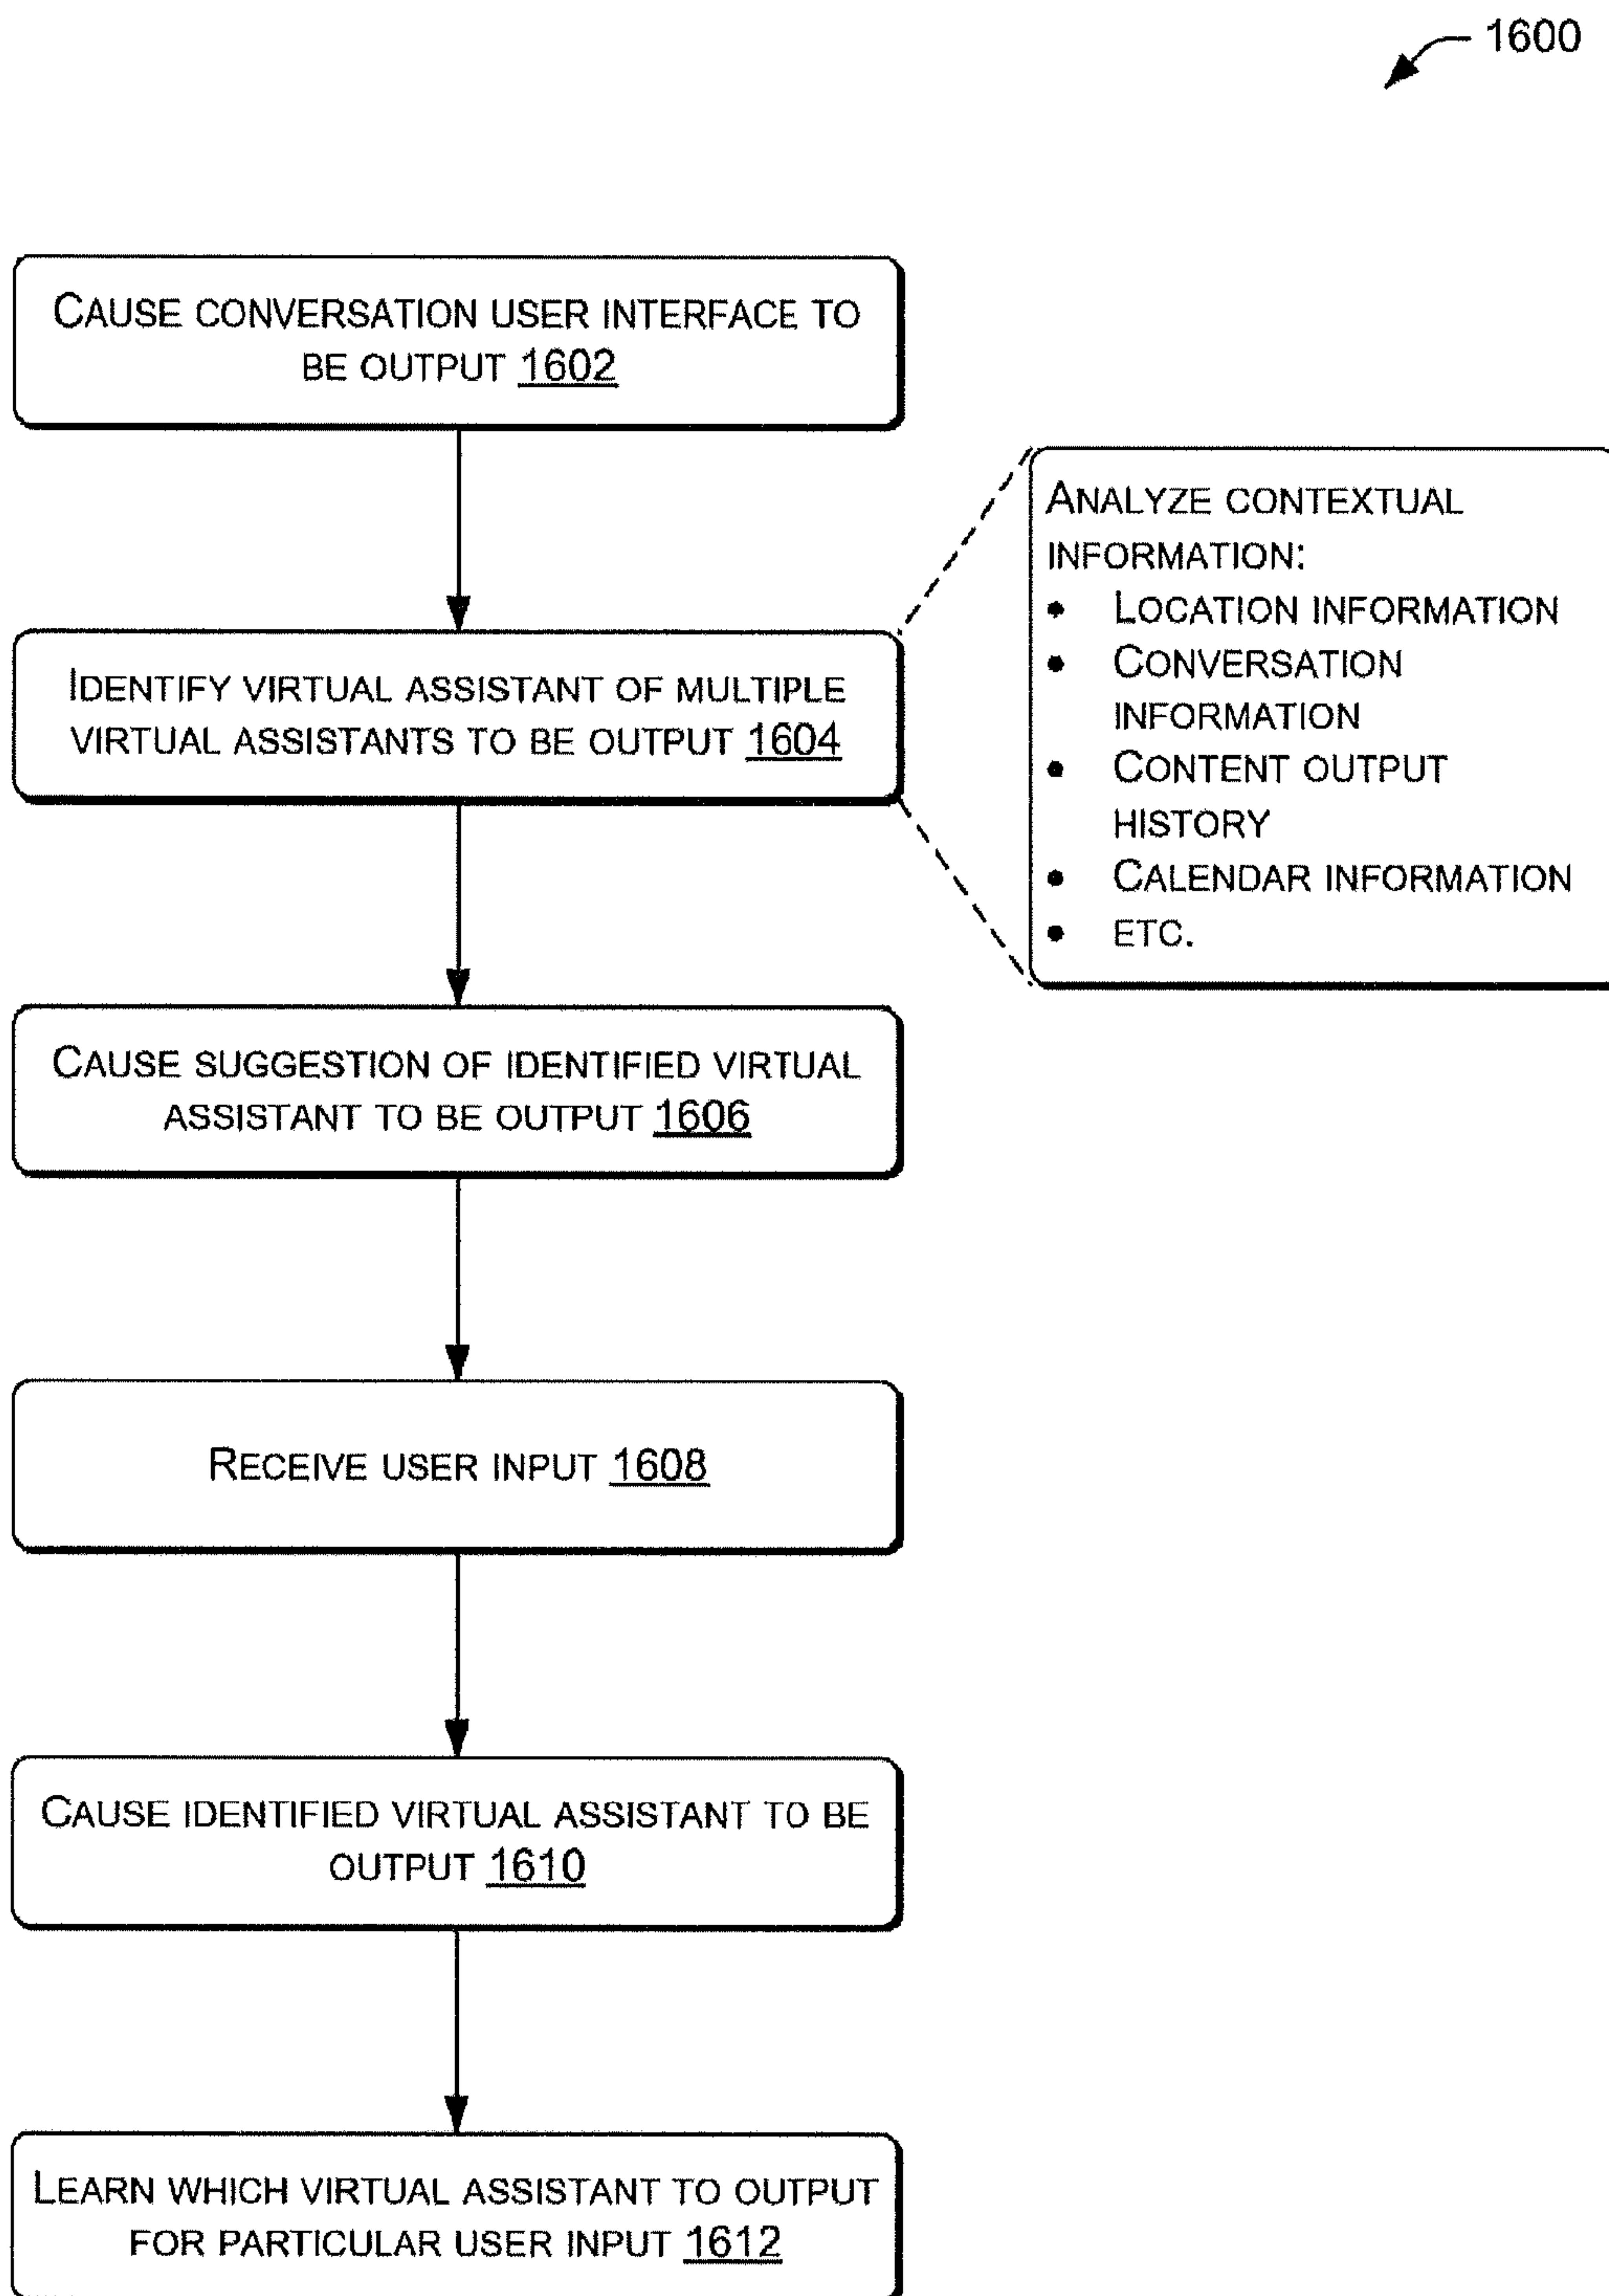 1600
CAUSE CONVERSATION USER INTERFACE TO
BE OUTPUT 1602
IDENTIFY VIRTUAL ASSISTANT OF MULTIPLE
VIRTUAL ASSISTANTS TO BE OUTPUT 1604
ANALYZE CONTEXTUAL
INFORMATION:
• LOCATION INFORMATION
• CONVERSATION
INFORMATION
• CONTENT OUTPUT
HISTORY
• CALENDAR INFORMATION
• ETC.
CAUSE SUGGESTION OF IDENTIFIED VIRTUAL
ASSISTANT TO BE OUTPUT 1606
RECEIVE USER INPUT 1608
CAUSE IDENTIFIED VIRTUAL ASSISTANT TO BE
OUTPUT 1610
LEARN WHICH VIRTUAL ASSISTANT TO OUTPUT
FOR PARTICULAR USER INPUT 1612